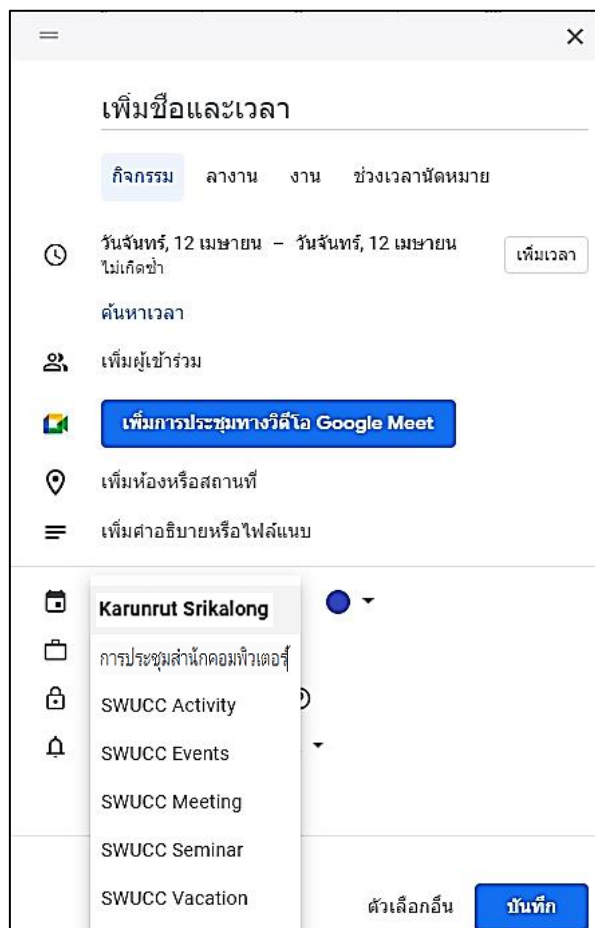 เพิ่มชื่อและเวลา
กิจกรรม ลางาน งาน ช่วงเวลานัดหมาย
วันจันทร์, 12 เมษายน – วันจันทร์, 12 เมษายน
เพิ่มเวลา
ไม่เกิดซ้ำ
ค้นหาเวลา
เพิ่มผู้เข้าร่วม
เพิ่มการประชุมทางวิดีโอ Google Meet
เพิ่มห้องหรือสถานที่
เพิ่มคำอธิบายหรือไฟล์แนบ
Karunrut Srikalong
การประชุมสำนักคอมพิวเตอร์
SWUCC Activity
SWUCC Events
SWUCC Meeting
SWUCC Seminar
SWUCC Vacation
ตัวเลือกอื่น บันทึก